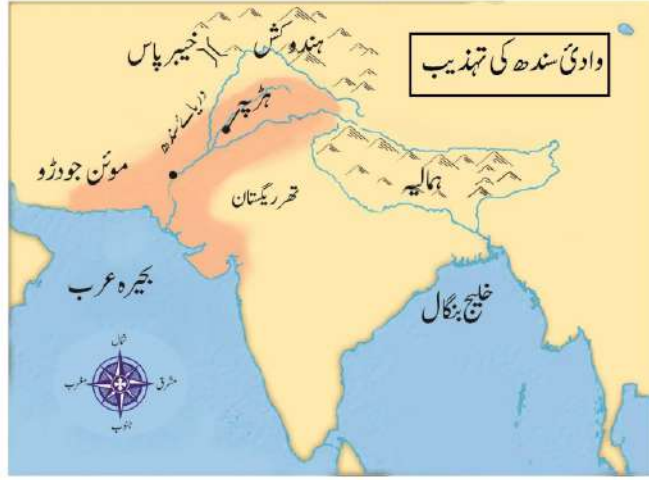 وادئ سندھ کی تہذیب
ہندوکش
خیبر پاس
ہڑپہ
دریائے سندھ
موئن جودڑو
تھر ریگستان
ہمالیہ
بحیرہ عرب
خلیج بنگال
شمال
مشرق
مغرب
جنوب